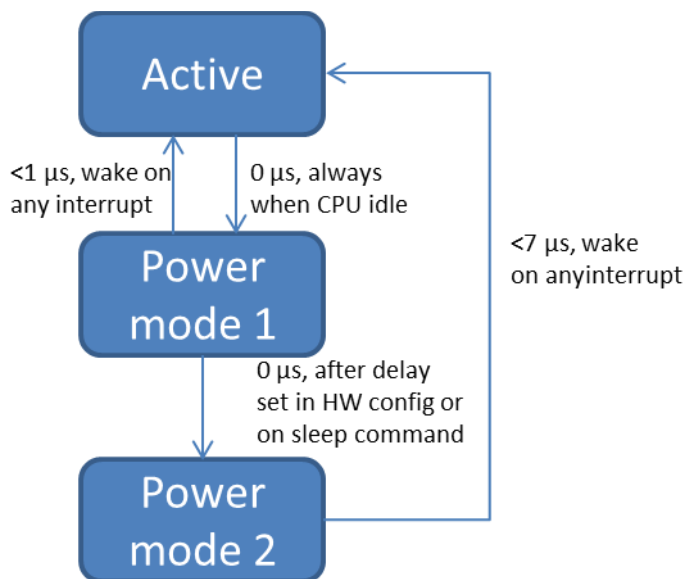 Active
<1 µs, wake on
any interrupt
0 µs, always
when CPU idle
Power
mode 1
<7 µs, wake
on anyinterrupt
0 µs, after delay
set in HW config or
on sleep command
Power
mode 2